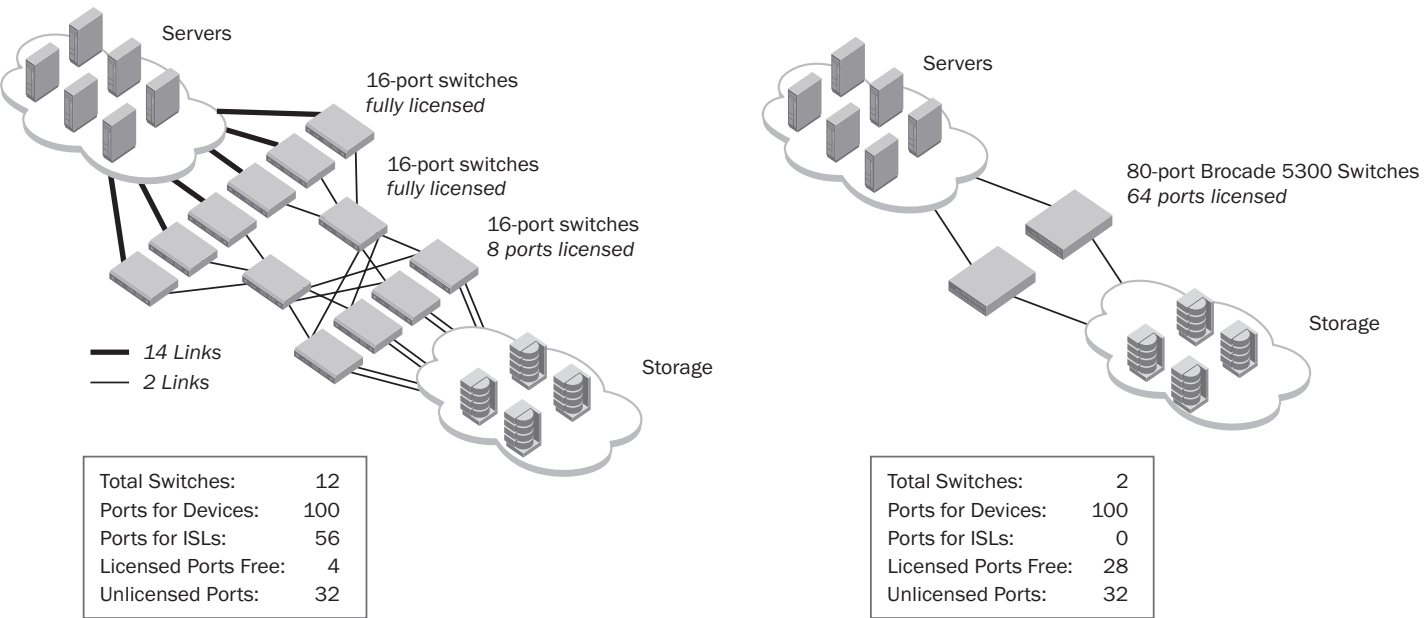 Servers
16-port switches
fully licensed
16-port switches
fully licensed
16-port switches
8 ports licensed
14 Links
2 Links
Storage
Total Switches: 12
Ports for Devices: 100
Ports for ISLs: 56
Licensed Ports Free: 4
Unlicensed Ports: 32
Servers
80-port Brocade 5300 Switches
64 ports licensed
Storage
Total Switches: 2
Ports for Devices: 100
Ports for ISLs: 0
Licensed Ports Free: 28
Unlicensed Ports: 32